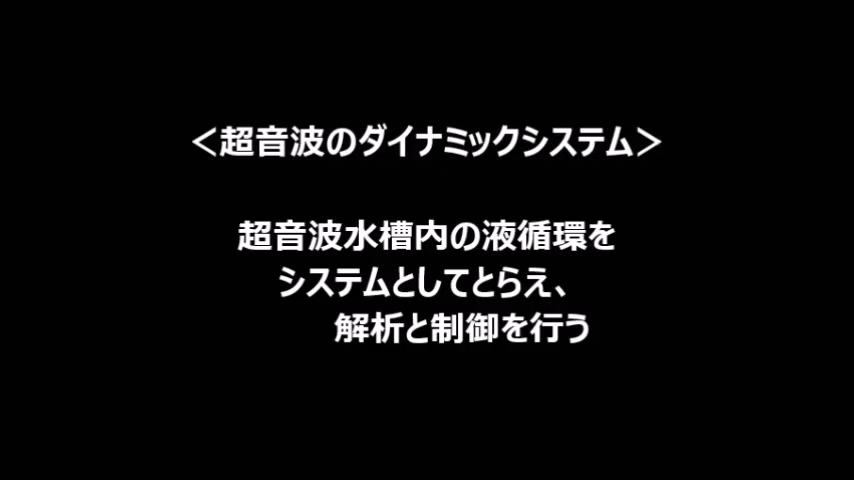 ＜超音波のダイナミックシステム＞
超音波水槽内の液循環を
システムとしてとらえ、
解析と制御を行う